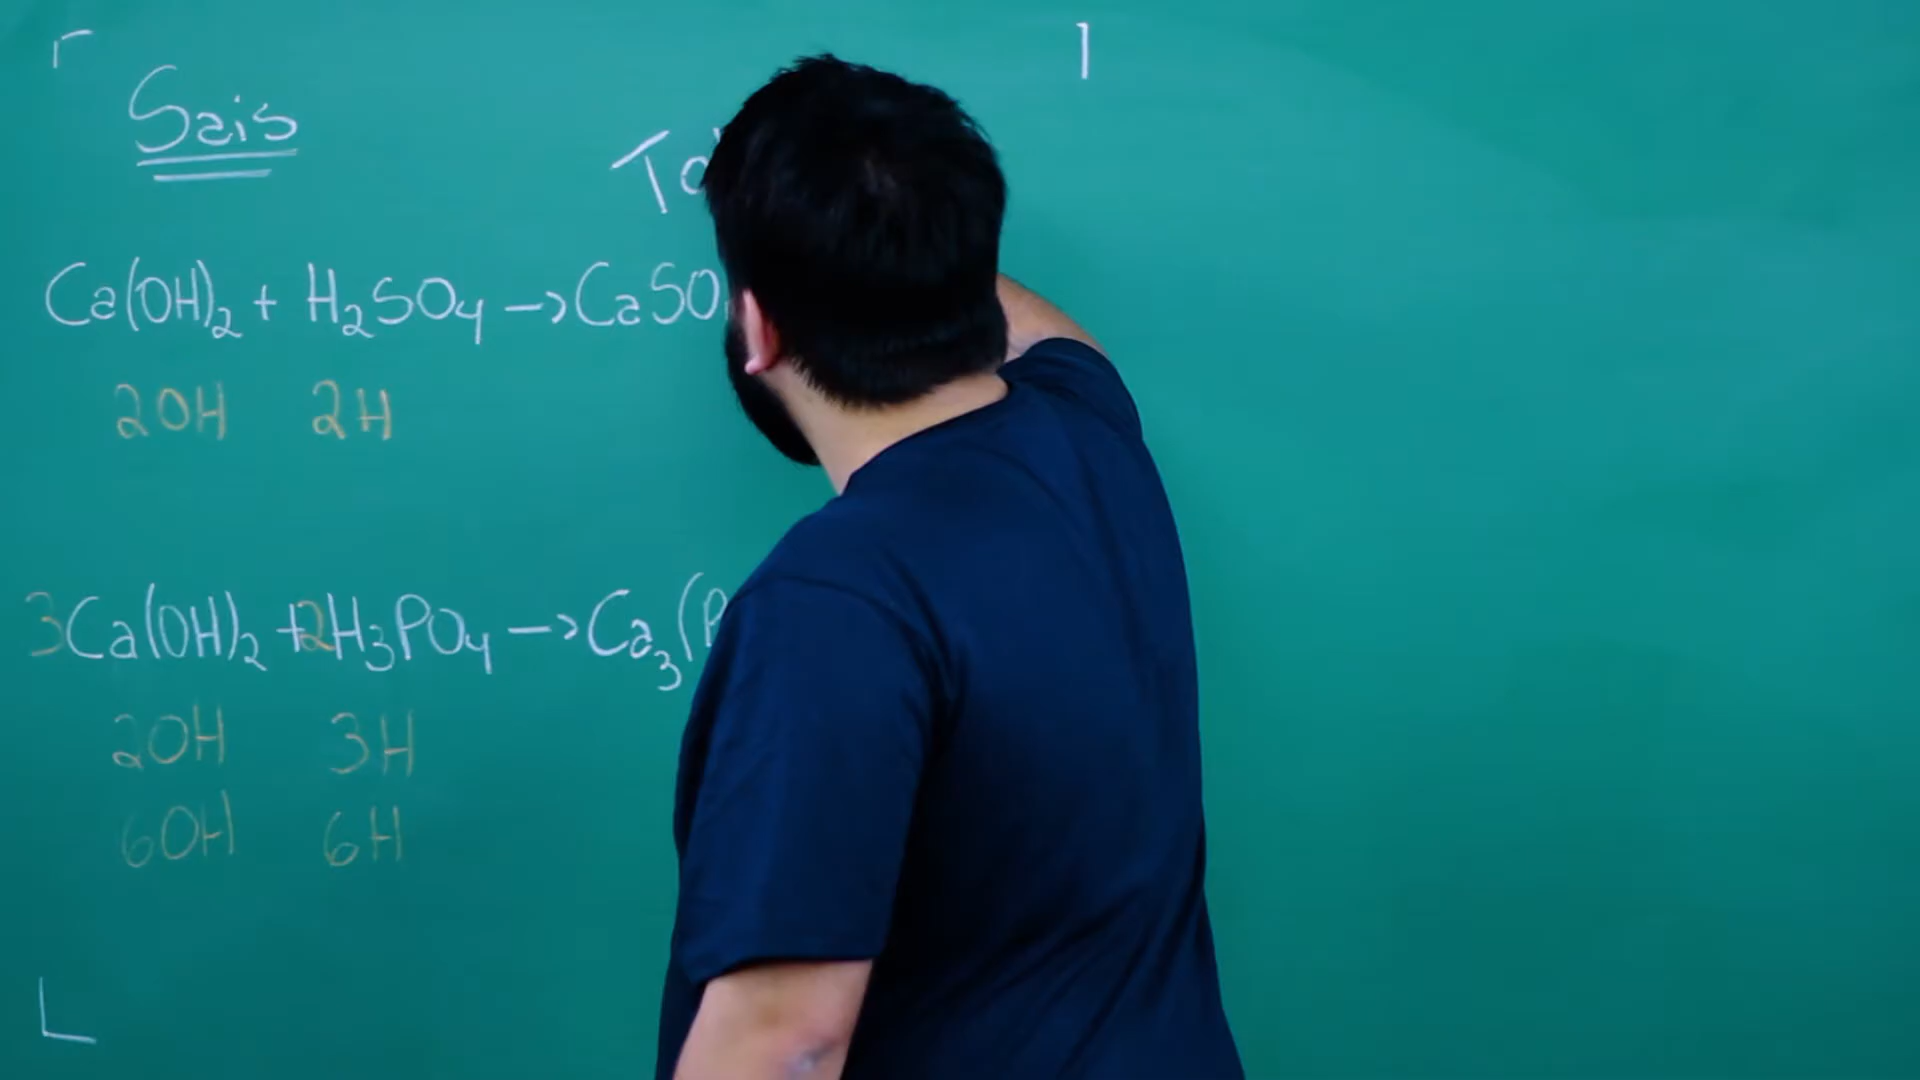 Sais
Ca(OH)₂ + H₂SO₄ → CaSO
2OH 2H
3Ca(OH)₂ + 2H₃PO₄ → Ca₃(P
2OH 3H
6OH 6H